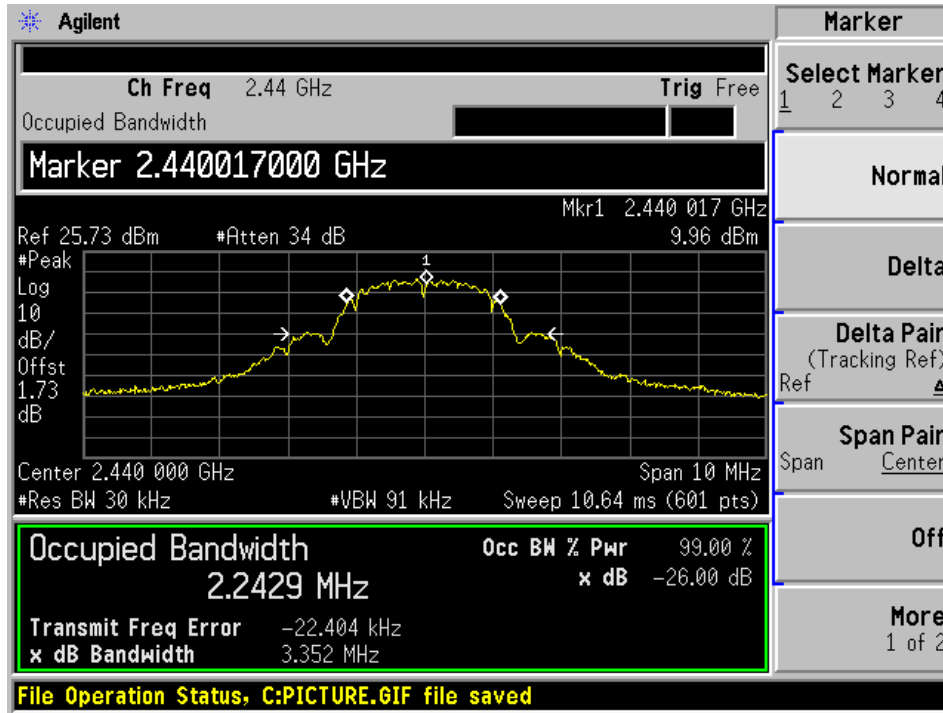 Agilent
Marker
Ch Freq 2.44 GHz Trig Free
Occupied Bandwidth
Marker 2.440017000 GHz
Mkr1 2.440 017 GHz
Ref 25.73 dBm #Atten 34 dB 9.96 dBm
#Peak
Log
10
dB/
Offst
1.73
dB
1
Center 2.440 000 GHz Span 10 MHz
#Res BW 30 kHz #VBW 91 kHz Sweep 10.64 ms (601 pts)
Occupied Bandwidth Occ BW % Pwr 99.00 %
2.2429 MHz x dB -26.00 dB
Transmit Freq Error -22.404 kHz
x dB Bandwidth 3.352 MHz
File Operation Status, C:PICTURE.GIF file saved
Select Marker
1 2 3 4
Normal
Delta
Delta Pair
(Tracking Ref)
Ref
Span Pair
Span Center
Off
More
1 of 2